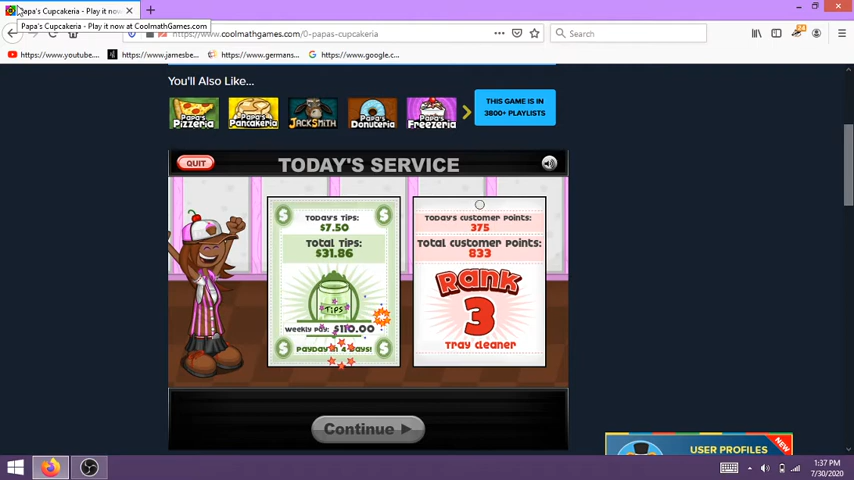 Papa's Cupcakeria - Play it now
Papa's Cupcakeria - Play it now at CoolmathGames.com
www.coolmathgames.com/0-papas-cupcakeria
Search
https://www.youtube....
https://www.jamesbe...
https://www.germans...
https://www.google.c...
You'll Also Like...
Papa's Pizzeria
Papa's Pancakeria
JACKSMITH
Papa's Donuteria
Papa's Freezeria
THIS GAME IS IN
3800+ PLAYLISTS
QUIT
TODAY'S SERVICE
Today's Tips:
$7.50
Total Tips:
$31.86
TIPS
weekly pay: $110.00
Payday in 4 days!
Today's customer points:
375
Total customer points:
833
Rank
3
Tray cleaner
Continue
NEW
USER PROFILES
1:37 PM
7/30/2020